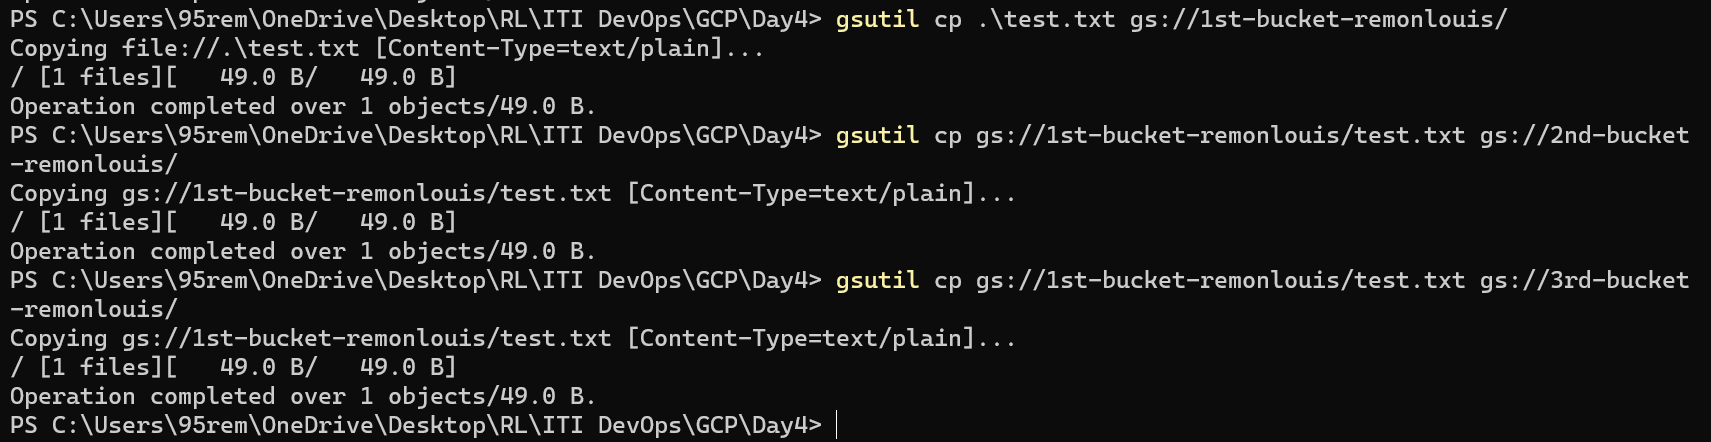 PS C:\Users\95rem\OneDrive\Desktop\RL\ITI DevOps\GCP\Day4> gsutil cp .\test.txt gs://1st-bucket-remonlouis/
Copying file://.\test.txt [Content-Type=text/plain]...
/ [1 files][   49.0 B/   49.0 B]
Operation completed over 1 objects/49.0 B.
PS C:\Users\95rem\OneDrive\Desktop\RL\ITI DevOps\GCP\Day4> gsutil cp gs://1st-bucket-remonlouis/test.txt gs://2nd-bucket
-remonlouis/
Copying gs://1st-bucket-remonlouis/test.txt [Content-Type=text/plain]...
/ [1 files][   49.0 B/   49.0 B]
Operation completed over 1 objects/49.0 B.
PS C:\Users\95rem\OneDrive\Desktop\RL\ITI DevOps\GCP\Day4> gsutil cp gs://1st-bucket-remonlouis/test.txt gs://3rd-bucket
-remonlouis/
Copying gs://1st-bucket-remonlouis/test.txt [Content-Type=text/plain]...
/ [1 files][   49.0 B/   49.0 B]
Operation completed over 1 objects/49.0 B.
PS C:\Users\95rem\OneDrive\Desktop\RL\ITI DevOps\GCP\Day4>